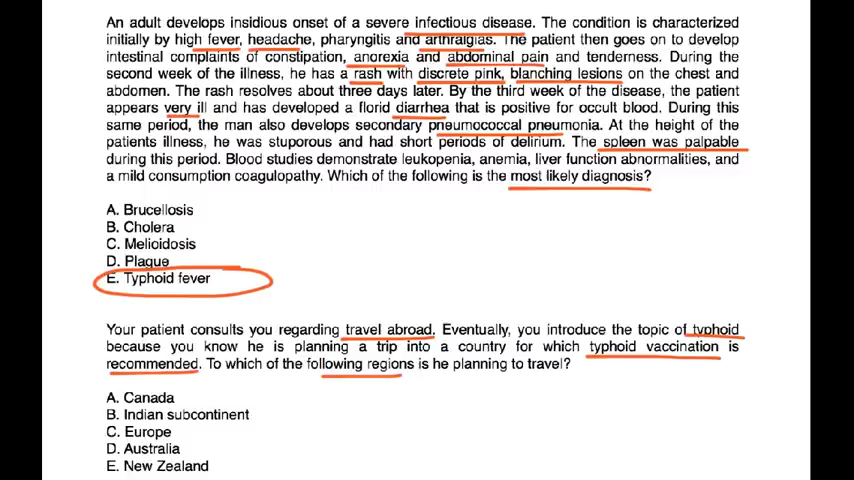 An adult develops insidious onset of a severe infectious disease. The condition is characterized
initially by high fever, headache, pharyngitis and arthralgias. The patient then goes on to develop
intestinal complaints of constipation, anorexia and abdominal pain and tenderness. During the
second week of the illness, he has a rash with discrete pink, blanching lesions on the chest and
abdomen. The rash resolves about three days later. By the third week of the disease, the patient
appears very ill and has developed a florid diarrhea that is positive for occult blood. During this
same period, the man also develops secondary pneumococcal pneumonia. At the height of the
patients illness, he was stuporous and had short periods of delirium. The spleen was palpable
during this period. Blood studies demonstrate leukopenia, anemia, liver function abnormalities, and
a mild consumption coagulopathy. Which of the following is the most likely diagnosis?
A. Brucellosis
B. Cholera
C. Melioidosis
D. Plague
E. Typhoid fever
Your patient consults you regarding travel abroad. Eventually, you introduce the topic of typhoid
because you know he is planning a trip into a country for which typhoid vaccination is
recommended. To which of the following regions is he planning to travel?
A. Canada
B. Indian subcontinent
C. Europe
D. Australia
E. New Zealand